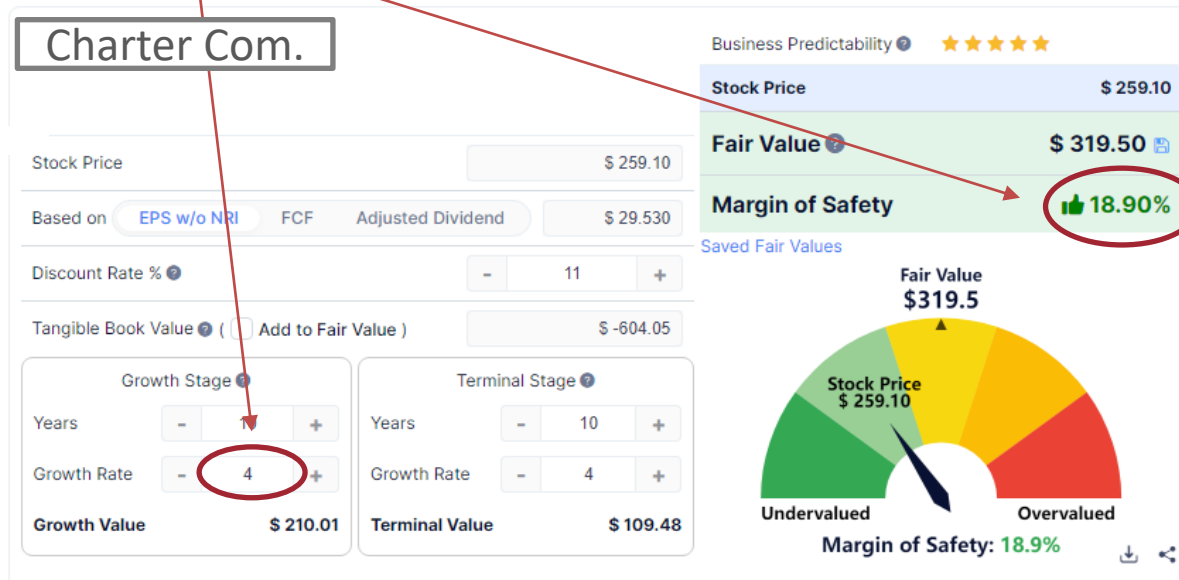 Charter Com.
Business Predictability
Stock Price $ 259.10
Fair Value $ 319.50
Margin of Safety 18.90%
Saved Fair Values
Stock Price $ 259.10
Based on EPS w/o NRI FCF Adjusted Dividend $ 29.530
Discount Rate % - 11 +
Tangible Book Value ( Add to Fair Value ) $ -604.05
Growth Stage
Years - 10 +
Growth Rate - 4 +
Growth Value $ 210.01
Terminal Stage
Years - 10 +
Growth Rate - 4 +
Terminal Value $ 109.48
Fair Value
$319.5
Stock Price
$ 259.10
Undervalued Overvalued
Margin of Safety: 18.9%